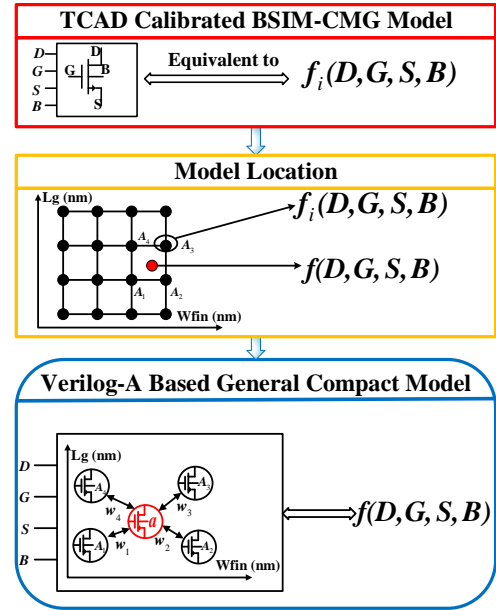 TCAD Calibrated BSIM-CMG Model
D
G
S
B
D
G
B
S
Equivalent to
f_i(D,G,S,B)
Model Location
Lg (nm)
A_4
A_3
A_1
A_2
Wfin (nm)
f_i(D,G,S,B)
f(D,G,S,B)
Verilog-A Based General Compact Model
D
G
S
B
Lg (nm)
A_4
A_3
w_4
w_3
a
A_1
w_1
w_2
A_2
Wfin (nm)
f(D,G,S,B)